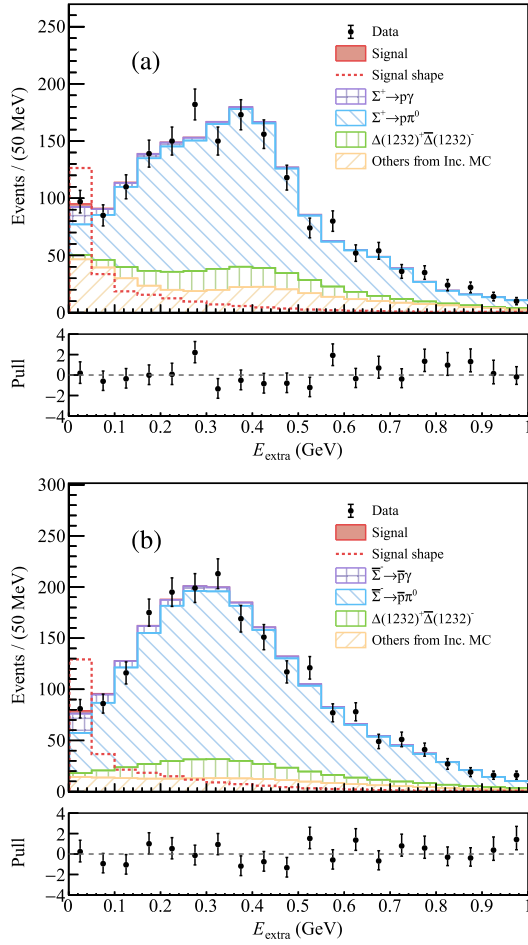 250
200
150
100
50
0
Events / (50 MeV)
(a)
Data
Signal
Signal shape
Σ⁺→pγ
Σ⁺→pπ⁰
Δ(1232)⁺Δ̅(1232)⁻
Others from Inc. MC
4
2
0
−2
−4
Pull
0 0.1 0.2 0.3 0.4 0.5 0.6 0.7 0.8 0.9 1
E_extra (GeV)
300
250
200
150
100
50
0
Events / (50 MeV)
(b)
Data
Signal
Signal shape
Σ̅⁻→p̅γ
Σ̅⁻→p̅π⁰
Δ(1232)⁺Δ̅(1232)⁻
Others from Inc. MC
4
2
0
−2
−4
Pull
0 0.1 0.2 0.3 0.4 0.5 0.6 0.7 0.8 0.9 1
E_extra (GeV)